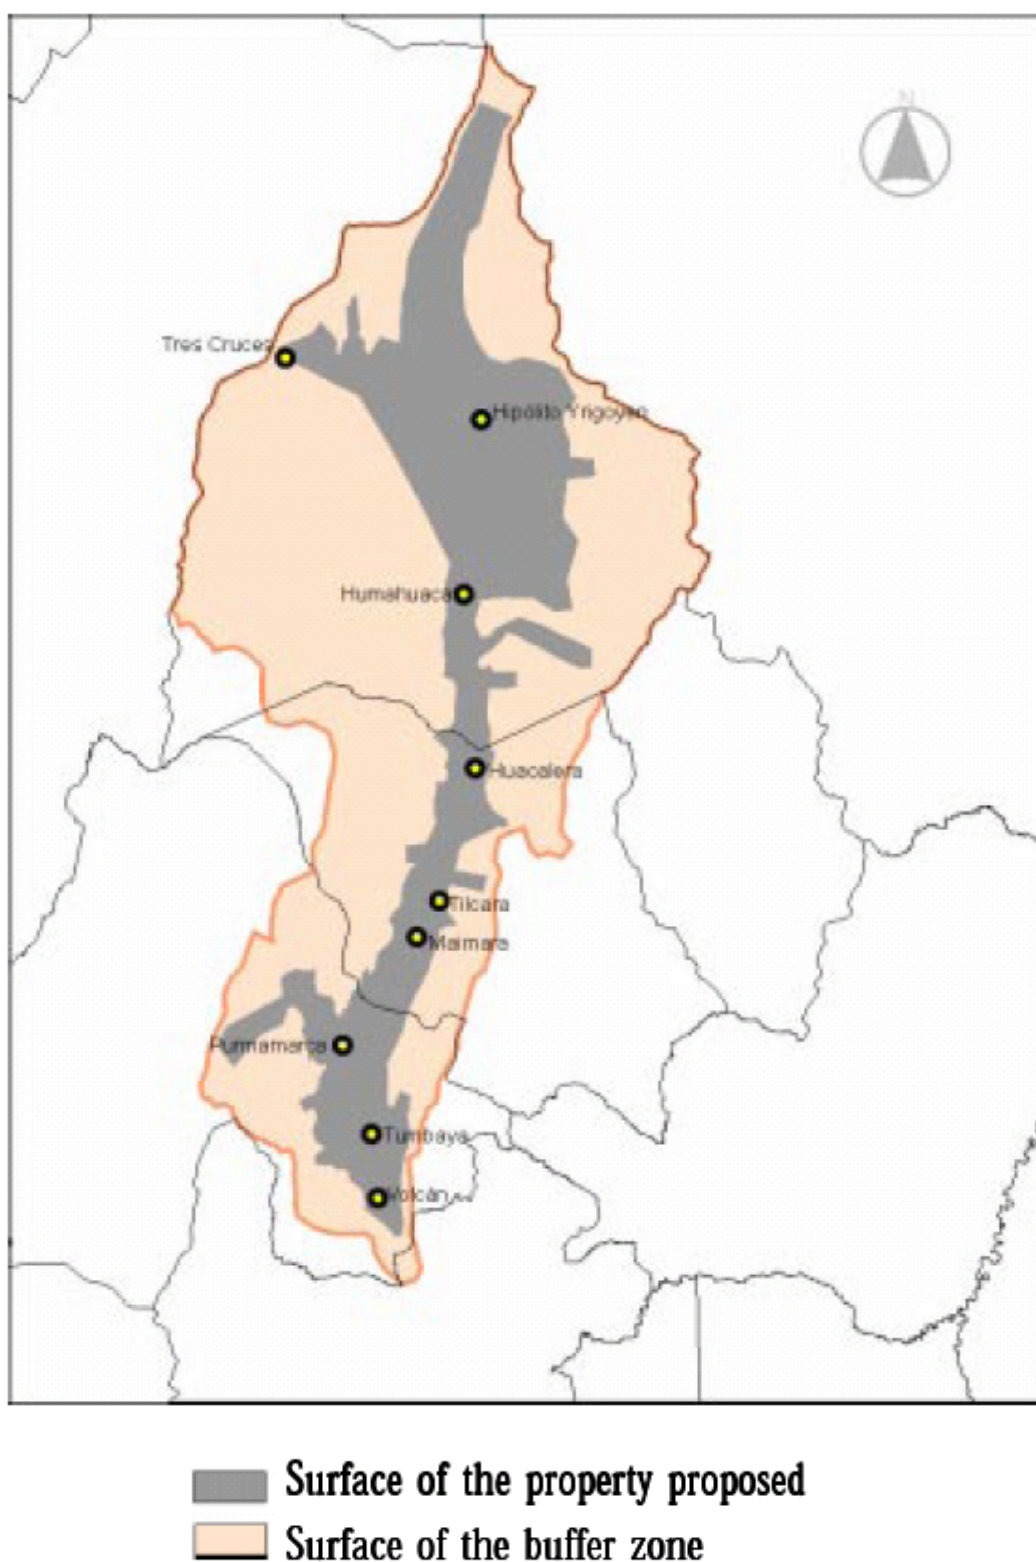 N
Tres Cruces
Hipólito Yrigoyen
Humahuaca
Huacalera
Tilcara
Maimara
Purmamarca
Tumbaya
Volcán
Surface of the property proposed
Surface of the buffer zone